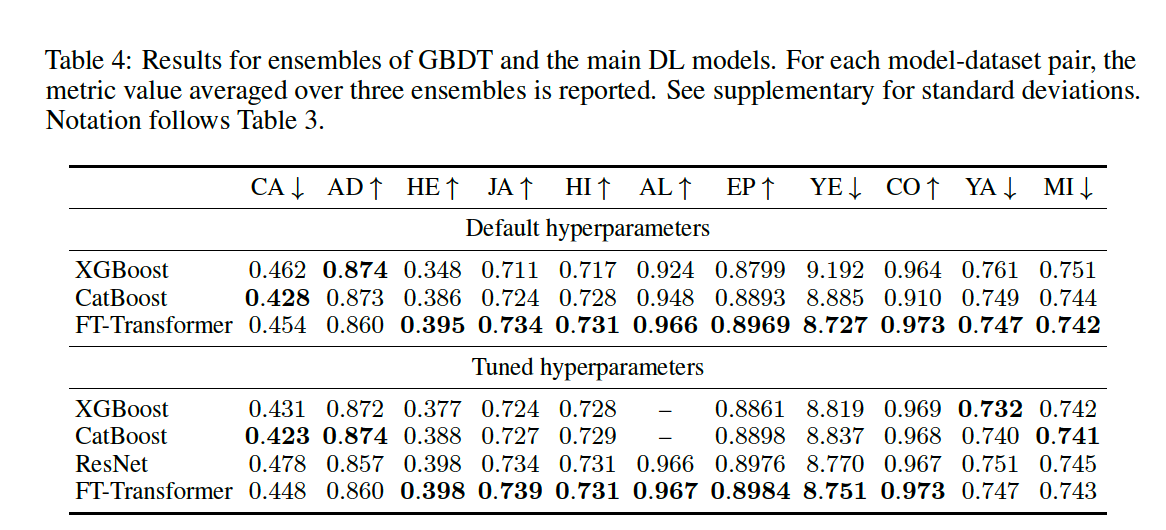 Table 4: Results for ensembles of GBDT and the main DL models. For each model-dataset pair, the
metric value averaged over three ensembles is reported. See supplementary for standard deviations.
Notation follows Table 3.
CA ↓ AD ↑ HE ↑ JA ↑ HI ↑ AL ↑ EP ↑ YE ↓ CO ↑ YA ↓ MI ↓
Default hyperparameters
XGBoost 0.462 0.874 0.348 0.711 0.717 0.924 0.8799 9.192 0.964 0.761 0.751
CatBoost 0.428 0.873 0.386 0.724 0.728 0.948 0.8893 8.885 0.910 0.749 0.744
FT-Transformer 0.454 0.860 0.395 0.734 0.731 0.966 0.8969 8.727 0.973 0.747 0.742
Tuned hyperparameters
XGBoost 0.431 0.872 0.377 0.724 0.728 – 0.8861 8.819 0.969 0.732 0.742
CatBoost 0.423 0.874 0.388 0.727 0.729 – 0.8898 8.837 0.968 0.740 0.741
ResNet 0.478 0.857 0.398 0.734 0.731 0.966 0.8976 8.770 0.967 0.751 0.745
FT-Transformer 0.448 0.860 0.398 0.739 0.731 0.967 0.8984 8.751 0.973 0.747 0.743